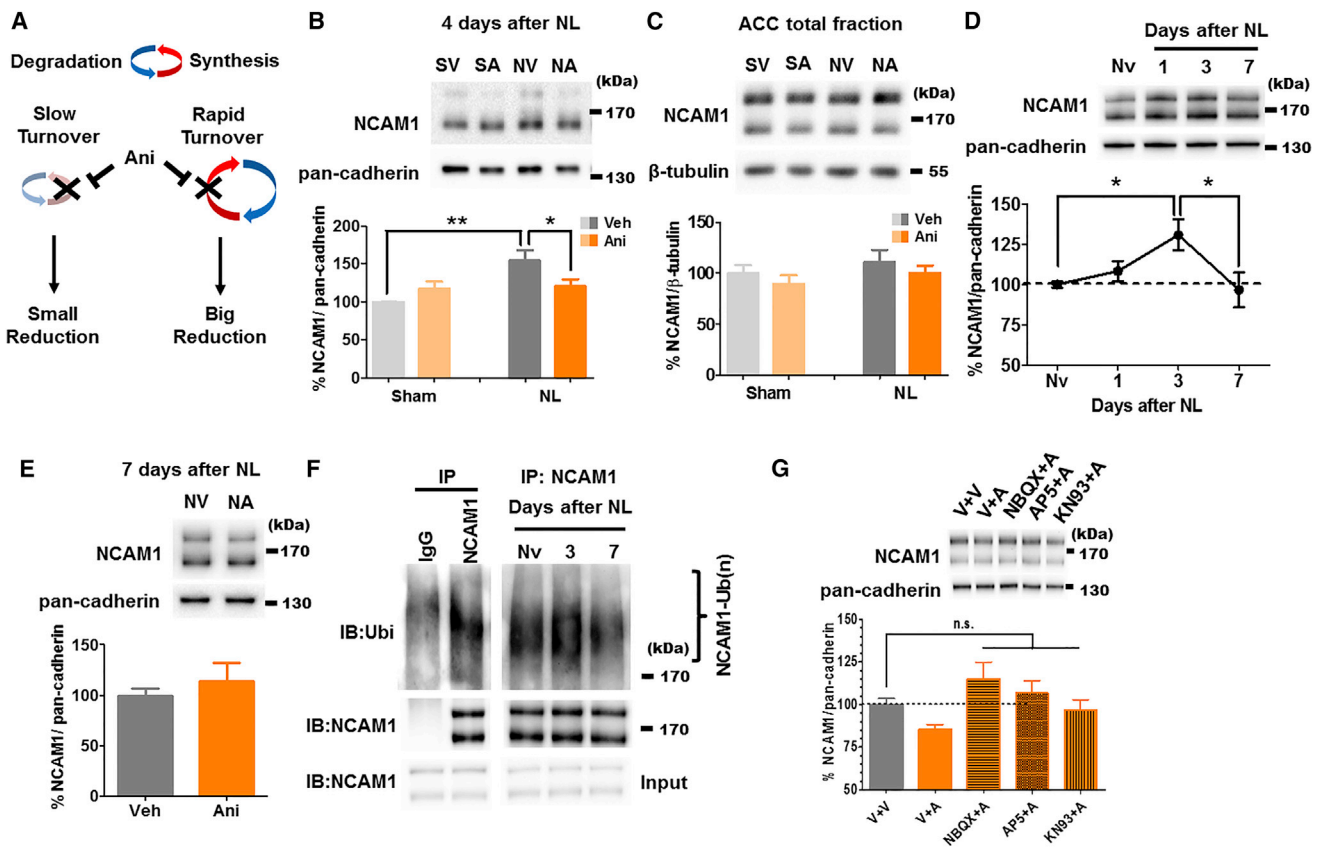 A
Degradation Synthesis
Slow Turnover
Rapid Turnover
Ani
Small Reduction
Big Reduction
B
4 days after NL
SV SA NV NA
(kDa)
NCAM1
170
pan-cadherin
130
% NCAM1/ pan-cadherin
200
150
100
50
0
**
*
Veh
Ani
Sham
NL
C
ACC total fraction
SV SA NV NA
(kDa)
NCAM1
170
β-tubulin
55
% NCAM1/β-tubulin
150
100
50
0
Veh
Ani
Sham
NL
D
Days after NL
Nv 1 3 7
(kDa)
NCAM1
170
pan-cadherin
130
% NCAM1/pan-cadherin
150
125
100
75
50
*
*
Nv 1 3 7
Days after NL
E
7 days after NL
NV NA
(kDa)
NCAM1
170
pan-cadherin
130
% NCAM1/ pan-cadherin
150
100
50
0
Veh Ani
F
IP
IgG
NCAM1
IP: NCAM1
Days after NL
Nv 3 7
IB:Ubi
(kDa)
170
NCAM1-Ub(n)
IB:NCAM1
170
IB:NCAM1
Input
G
V+V
V+A
NBQX+A
AP5+A
KN93+A
(kDa)
NCAM1
170
pan-cadherin
130
% NCAM1/pan-cadherin
150
125
100
75
50
n.s.
V+V
V+A
NBQX+A
AP5+A
KN93+A